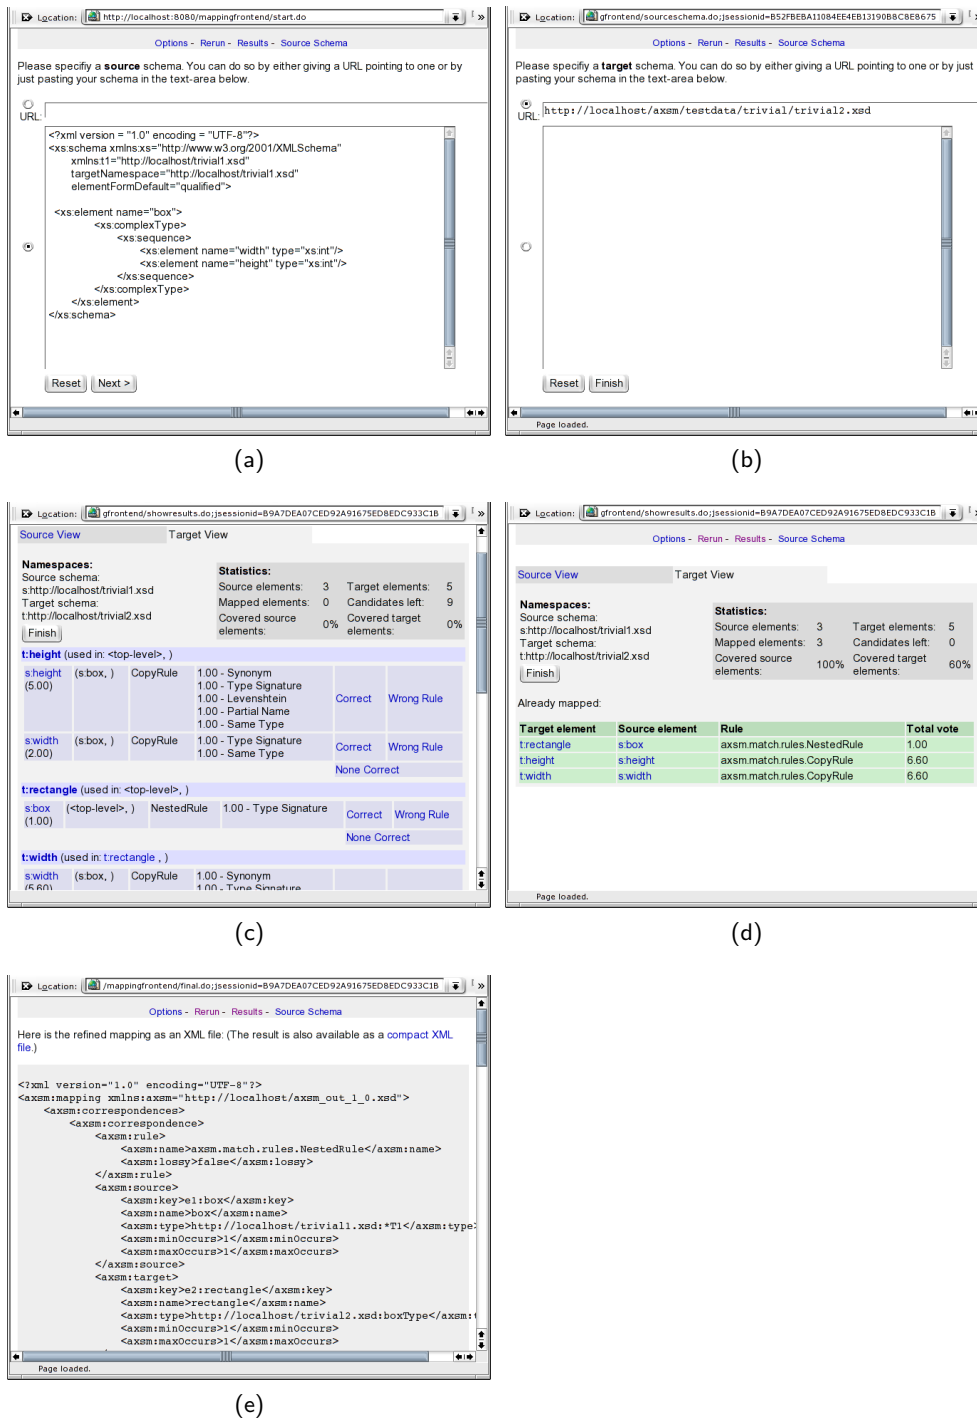 Location: http://localhost:8080/mappingfrontend/start.do
Options - Rerun - Results - Source Schema
Please specifiy a source schema. You can do so by either giving a URL pointing to one or by
just pasting your schema in the text-area below.
URL:
<?xml version = "1.0" encoding = "UTF-8"?>
<xs:schema xmlns:xs="http://www.w3.org/2001/XMLSchema"
xmlns:t1="http://localhost/trivial1.xsd"
targetNamespace="http://localhost/trivial1.xsd"
elementFormDefault="qualified">
<xs:element name="box">
<xs:complexType>
<xs:sequence>
<xs:element name="width" type="xs:int"/>
<xs:element name="height" type="xs:int"/>
</xs:sequence>
</xs:complexType>
</xs:element>
</xs:schema>
Reset Next >
(a)
Location: gfrontend/sourceschema.do;jsessionid=B52FBEBA11084EE4EB13190B8C8E8675
Options - Rerun - Results - Source Schema
Please specifiy a target schema. You can do so by either giving a URL pointing to one or by just
pasting your schema in the text-area below.
URL: http://localhost/axsm/testdata/trivial/trivial2.xsd
Reset Finish
Page loaded.
(b)
Location: gfrontend/showresults.do;jsessionid=B9A7DEA07CED92A91675ED8EDC933C1B
Source View Target View
Namespaces:
Source schema:
s:http://localhost/trivial1.xsd
Target schema:
t:http://localhost/trivial2.xsd
Finish
Statistics:
Source elements: 3 Target elements: 5
Mapped elements: 0 Candidates left: 9
Covered source elements: 0% Covered target elements: 0%
t:height (used in: <top-level>, )
s:height (s:box, ) CopyRule 1.00 - Synonym
(5.00) 1.00 - Type Signature
1.00 - Levenshtein Correct Wrong Rule
1.00 - Partial Name
1.00 - Same Type
s:width (s:box, ) CopyRule 1.00 - Type Signature Correct Wrong Rule
(2.00) 1.00 - Same Type
None Correct
t:rectangle (used in: <top-level>, )
s:box (<top-level>, ) NestedRule 1.00 - Type Signature Correct Wrong Rule
(1.00)
None Correct
t:width (used in: t:rectangle , )
s:width (s:box, ) CopyRule 1.00 - Synonym
(5.60) 1.00 - Type Signature
(c)
Location: gfrontend/showresults.do;jsessionid=B9A7DEA07CED92A91675ED8EDC933C1B
Options - Rerun - Results - Source Schema
Source View Target View
Namespaces:
Source schema:
s:http://localhost/trivial1.xsd
Target schema:
t:http://localhost/trivial2.xsd
Finish
Statistics:
Source elements: 3 Target elements: 5
Mapped elements: 3 Candidates left: 0
Covered source elements: 100% Covered target elements: 60%
Already mapped:
Target element Source element Rule Total vote
t:rectangle s:box axsm.match.rules.NestedRule 1.00
t:height s:height axsm.match.rules.CopyRule 6.60
t:width s:width axsm.match.rules.CopyRule 6.60
Page loaded.
(d)
Location: /mappingfrontend/final.do;jsessionid=B9A7DEA07CED92A91675ED8EDC933C1B
Options - Rerun - Results - Source Schema
Here is the refined mapping as an XML file: (The result is also available as a compact XML
file.)
<?xml version="1.0" encoding="UTF-8"?>
<axsm:mapping xmlns:axsm="http://localhost/axsm_out_1_0.xsd">
<axsm:correspondences>
<axsm:correspondence>
<axsm:rule>
<axsm:name>axsm.match.rules.NestedRule</axsm:name>
<axsm:lossy>false</axsm:lossy>
</axsm:rule>
<axsm:source>
<axsm:key>e1:box</axsm:key>
<axsm:name>box</axsm:name>
<axsm:type>http://localhost/trivial1.xsd:*T1</axsm:type>
<axsm:minOccurs>1</axsm:minOccurs>
<axsm:maxOccurs>1</axsm:maxOccurs>
</axsm:source>
<axsm:target>
<axsm:key>e2:rectangle</axsm:key>
<axsm:name>rectangle</axsm:name>
<axsm:type>http://localhost/trivial2.xsd:boxType</axsm:t
<axsm:minOccurs>1</axsm:minOccurs>
<axsm:maxOccurs>1</axsm:maxOccurs>
Page loaded.
(e)